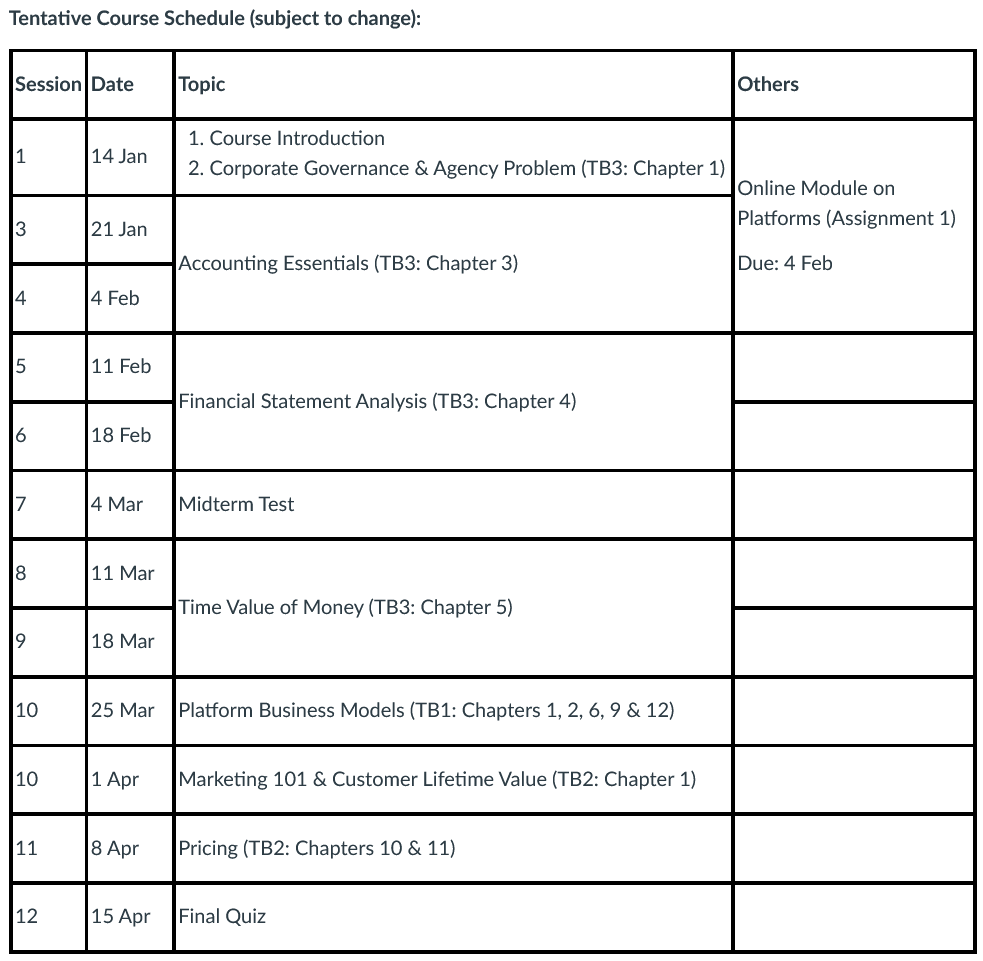 Tentative Course Schedule (subject to change):
Session Date Topic Others
1 14 Jan 1. Course Introduction
2. Corporate Governance & Agency Problem (TB3: Chapter 1)
Online Module on
Platforms (Assignment 1)
Due: 4 Feb
3 21 Jan
Accounting Essentials (TB3: Chapter 3)
4 4 Feb
5 11 Feb
Financial Statement Analysis (TB3: Chapter 4)
6 18 Feb
7 4 Mar Midterm Test
8 11 Mar
Time Value of Money (TB3: Chapter 5)
9 18 Mar
10 25 Mar Platform Business Models (TB1: Chapters 1, 2, 6, 9 & 12)
10 1 Apr Marketing 101 & Customer Lifetime Value (TB2: Chapter 1)
11 8 Apr Pricing (TB2: Chapters 10 & 11)
12 15 Apr Final Quiz